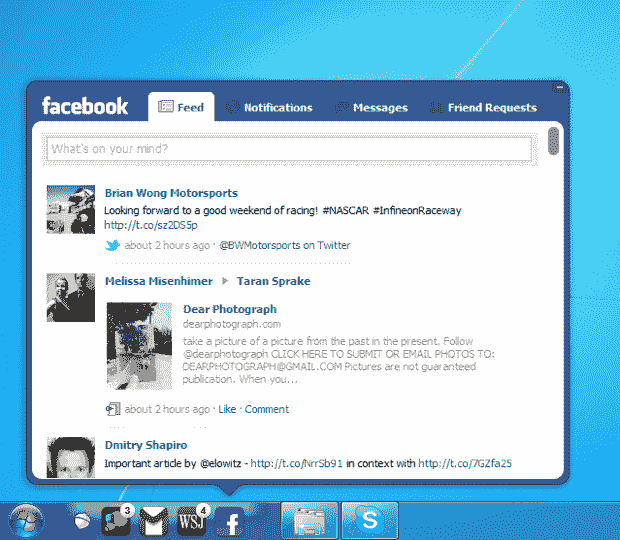 facebook
Feed
Notifications
Messages
Friend Requests
What's on your mind?
Brian Wong Motorsports
Looking forward to a good weekend of racing! #NASCAR #InfineonRaceway
http://t.co/sz2DS5p
about 2 hours ago · @BWMotorsports on Twitter
Melissa Misenhimer ▶ Taran Sprake
Dear Photograph
dearphotograph.com
take a picture of a picture from the past in the present. Follow
@dearphotograph CLICK HERE TO SUBMIT OR EMAIL PHOTOS TO:
DEARPHOTOGRAPH@GMAIL.COM Pictures are not guaranteed
publication. When you...
about 2 hours ago · Like · Comment
Dmitry Shapiro
Important article by @elowitz - http://t.co/NrrSb91 in context with http://t.co/7GZfa25
3
WSJ
4
f
S